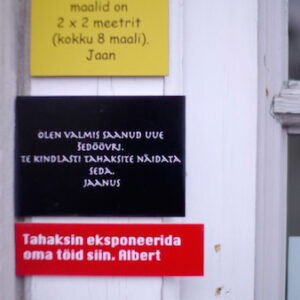 maalid on
2 x 2 meetrit
(kokku 8 maali).
Jaan
OLEN VALMIS SAANUD UUE
ŠEDÖÖVRI.
TE KINDLASTI TAHAKSITE NÄIDATA
SEDA.
JAANUS
Tahaksin eksponeerida
oma töid siin. Albert